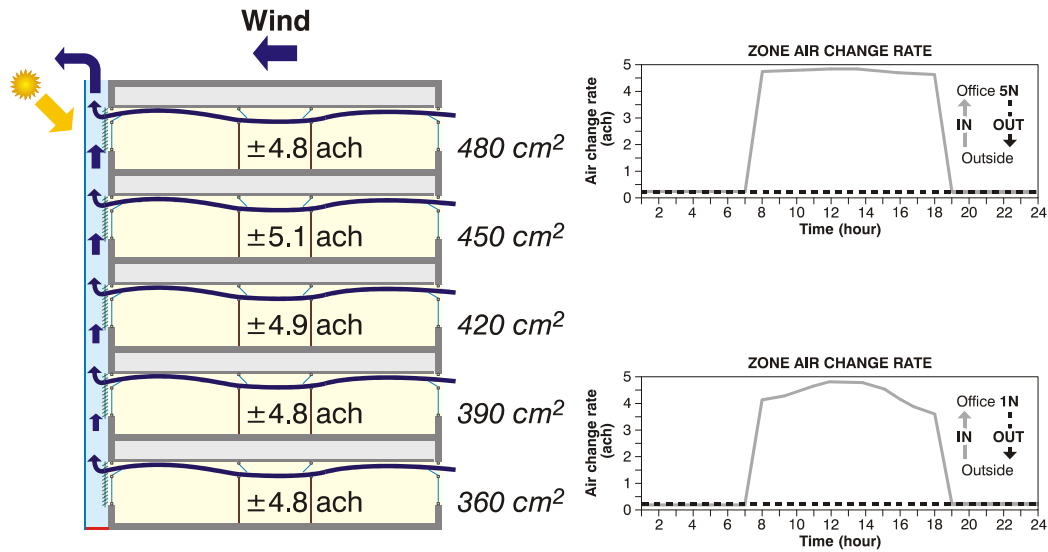 Wind
±4.8 ach
480 cm²
±5.1 ach
450 cm²
±4.9 ach
420 cm²
±4.8 ach
390 cm²
±4.8 ach
360 cm²
ZONE AIR CHANGE RATE
Air change rate
(ach)
5
4
3
2
1
0
2 4 6 8 10 12 14 16 18 20 22 24
Time (hour)
Office 5N
IN OUT
Outside
ZONE AIR CHANGE RATE
Air change rate
(ach)
5
4
3
2
1
0
2 4 6 8 10 12 14 16 18 20 22 24
Time (hour)
Office 1N
IN OUT
Outside